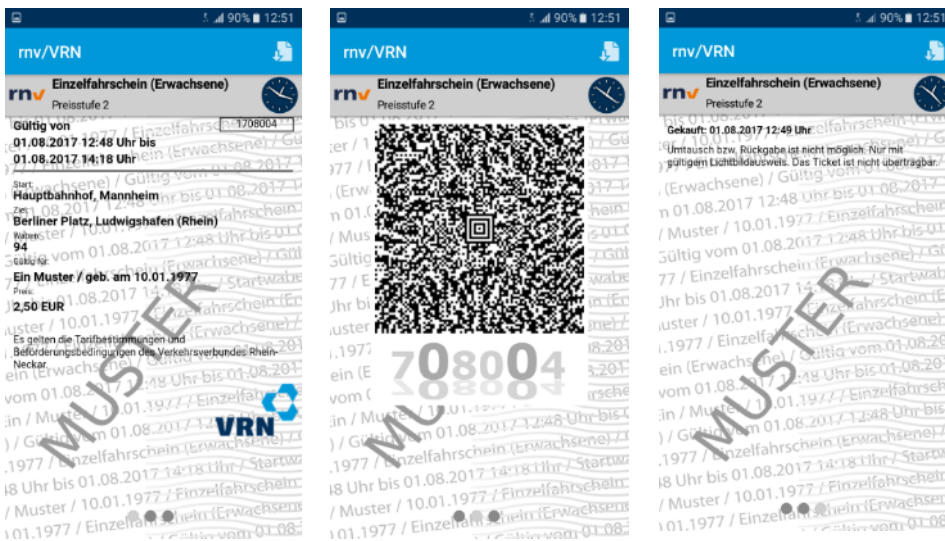 90% 12:51
rnv/VRN
rnv
Einzelfahrschein (Erwachsene)
Preisstufe 2
1708004
Gültig von
01.08.2017 12:48 Uhr bis
01.08.2017 14:18 Uhr
Start:
Hauptbahnhof, Mannheim
Ziel:
Berliner Platz, Ludwigshafen (Rhein)
Waben:
94
Gültig für:
Ein Muster / geb. am 10.01.1977
Preis:
2,50 EUR
Es gelten die Tarifbestimmungen und
Beförderungsbedingungen des Verkehrsverbundes Rhein-
Neckar.
MUSTER
VRN
90% 12:51
rnv/VRN
rnv
Einzelfahrschein (Erwachsene)
Preisstufe 2
708004
MUSTER
90% 12:51
rnv/VRN
rnv
Einzelfahrschein (Erwachsene)
Preisstufe 2
Gekauft: 01.08.2017 12:49 Uhr
Umtausch bzw. Rückgabe ist nicht möglich. Nur mit
gültigem Lichtbildausweis. Das Ticket ist nicht übertragbar.
MUSTER